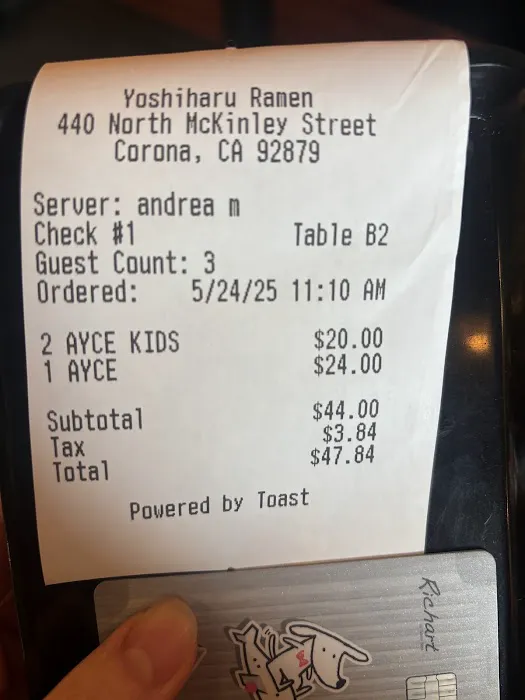 Yoshiharu Ramen
440 North McKinley Street
Corona, CA 92879
Server: andrea m
Check #1 Table B2
Guest Count: 3
Ordered: 5/24/25 11:10 AM
2 AYCE KIDS $20.00
1 AYCE $24.00
Subtotal $44.00
Tax $3.84
Total $47.84
Powered by Toast
Richart